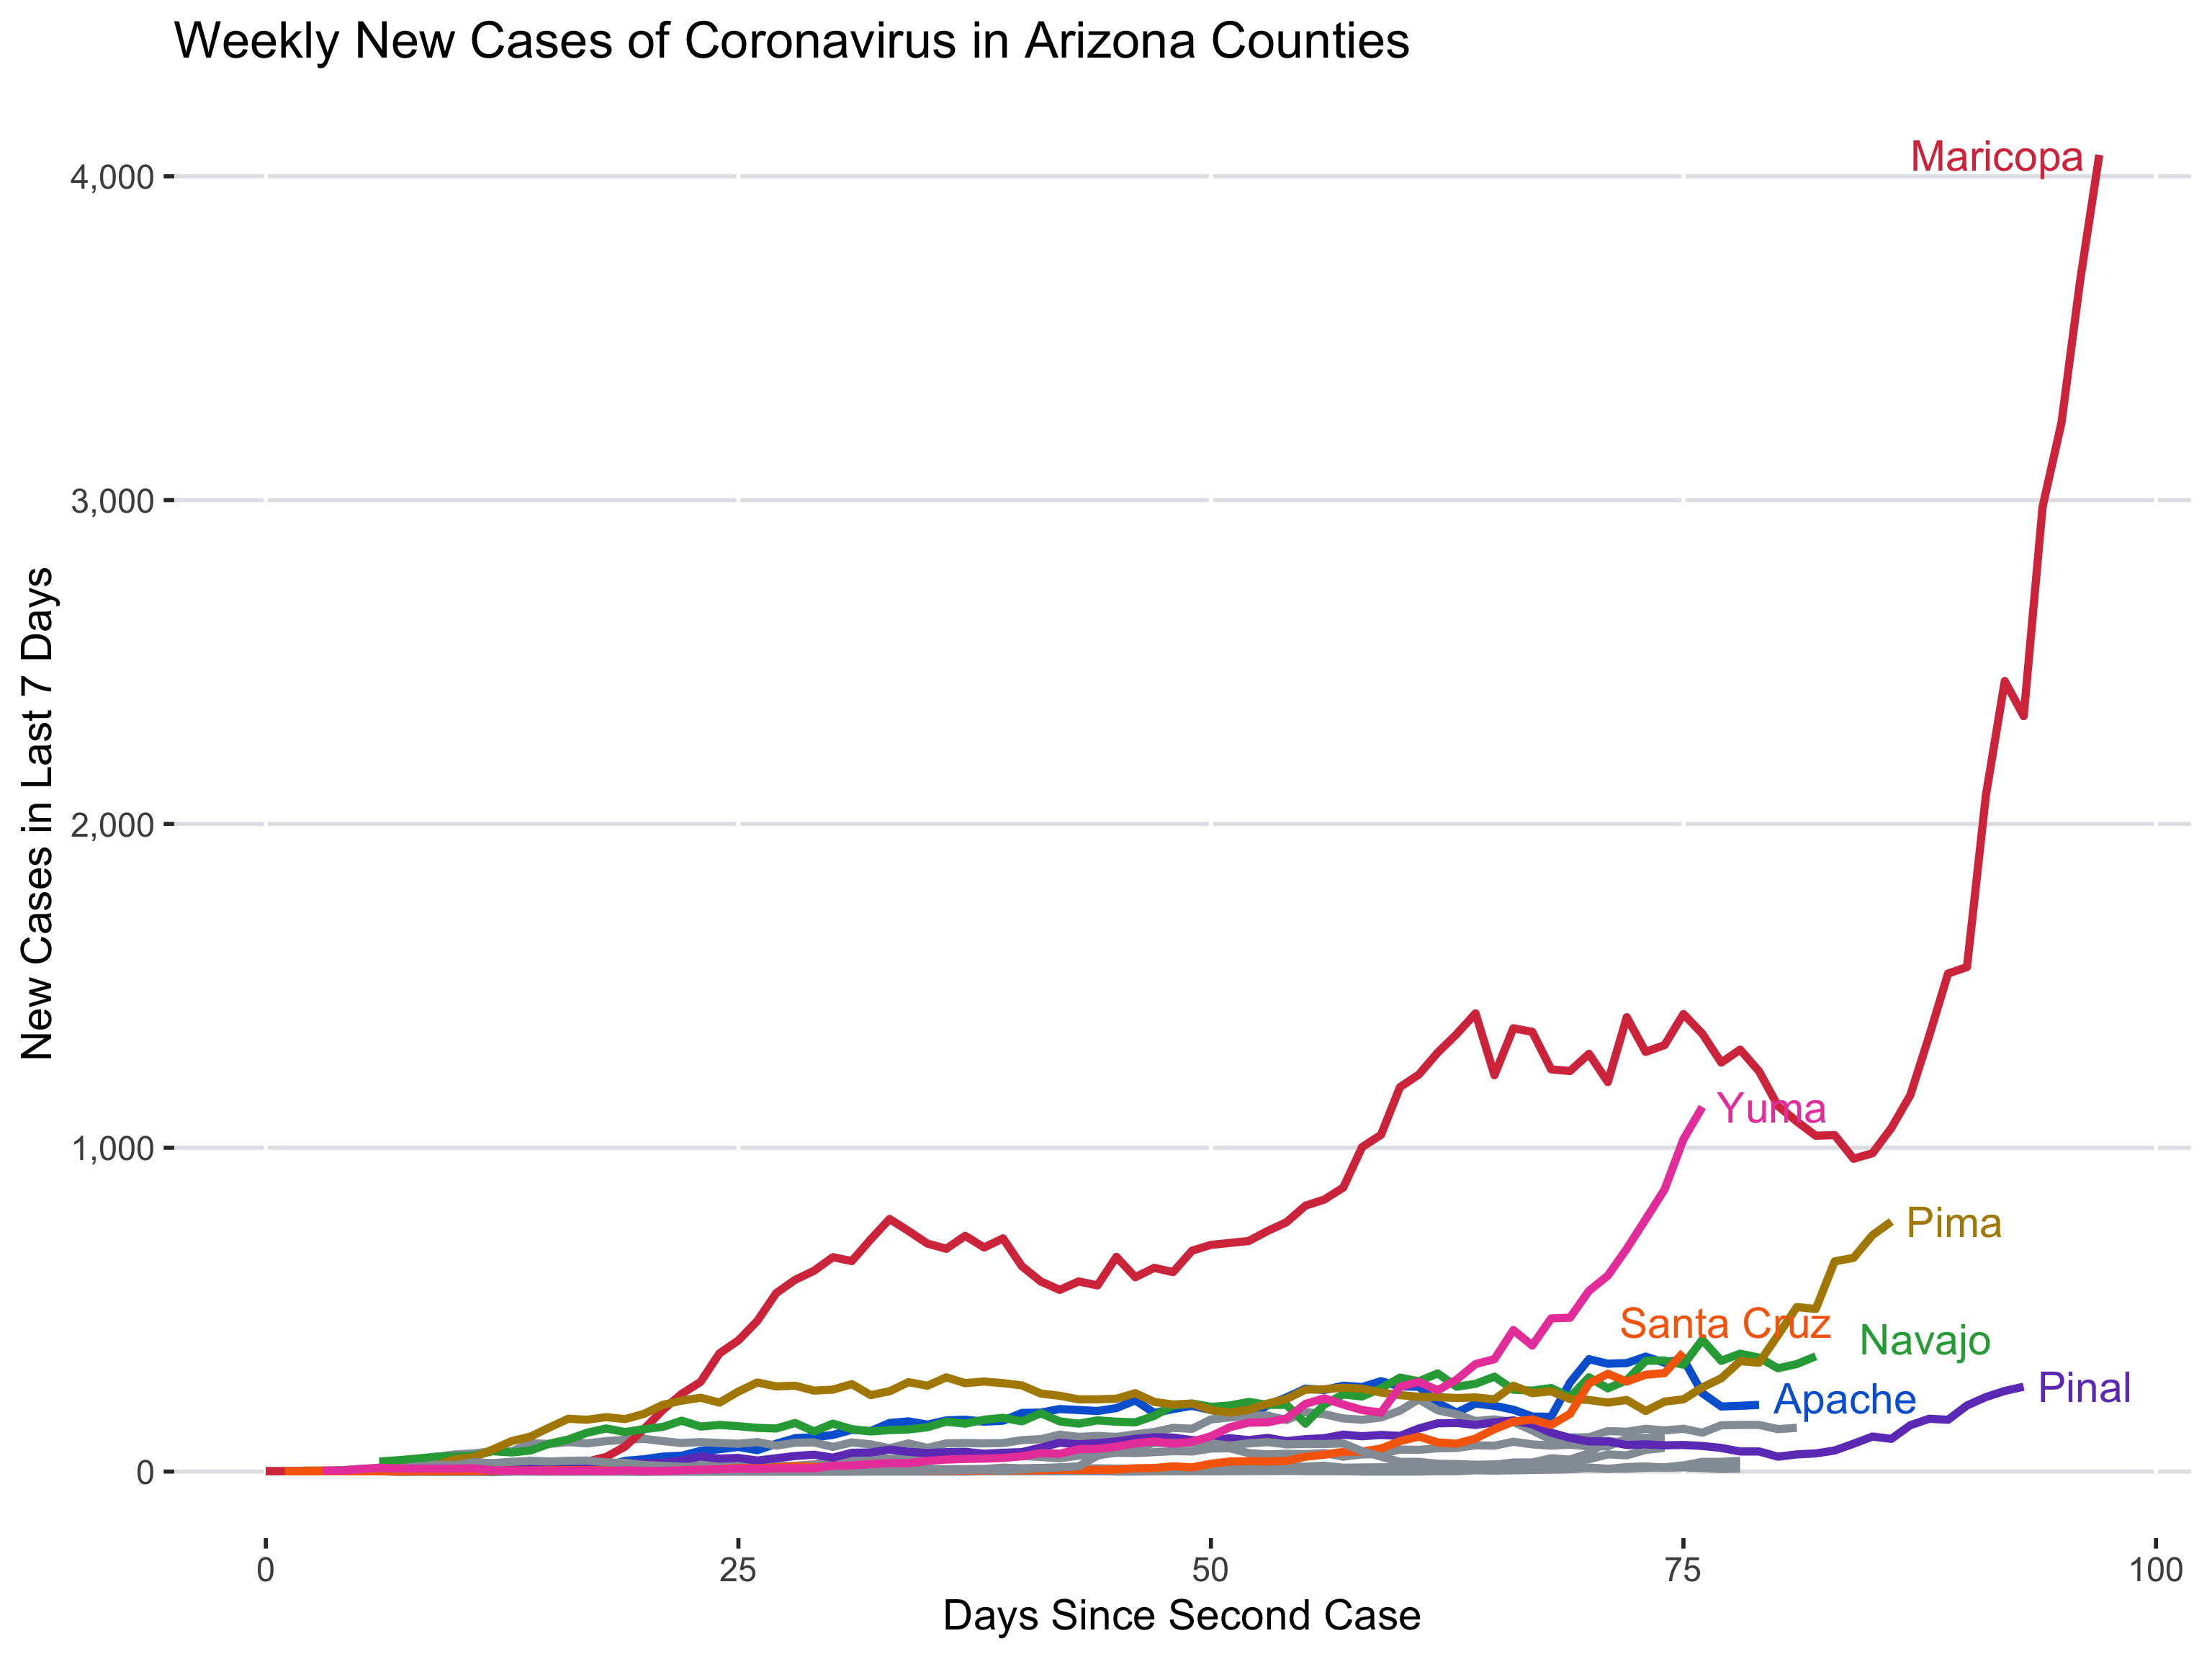 Weekly New Cases of Coronavirus in Arizona Counties
Maricopa
4,000
3,000
New Cases in Last 7 Days
2,000
Yuma
1,000
Pima
Santa Cruz
Navajo
Pinal
Apache
0
0 25 50 75 100
Days Since Second Case